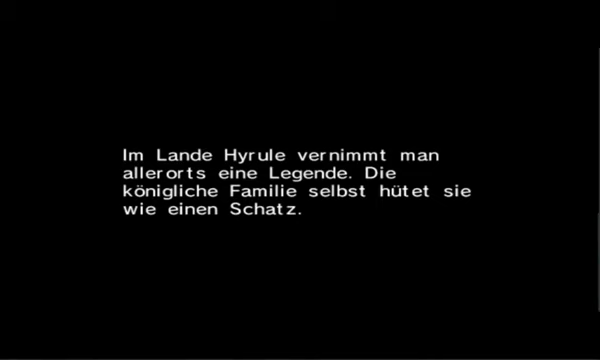 Im Lande Hyrule vernimmt man
allerorts eine Legende. Die
königliche Familie selbst hütet sie
wie einen Schatz.